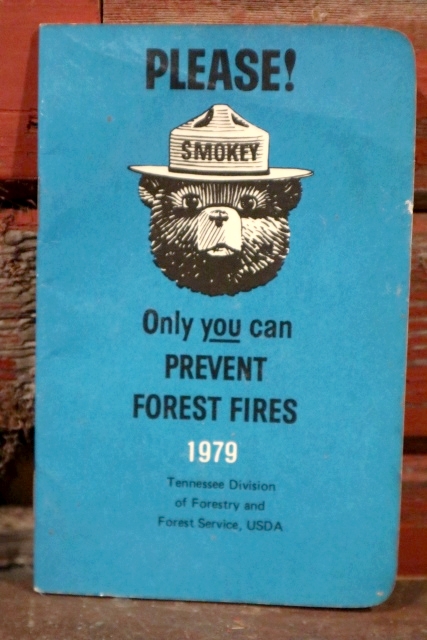 PLEASE!
SMOKEY
Only you can
PREVENT
FOREST FIRES
1979
Tennessee Division
of Forestry and
Forest Service, USDA